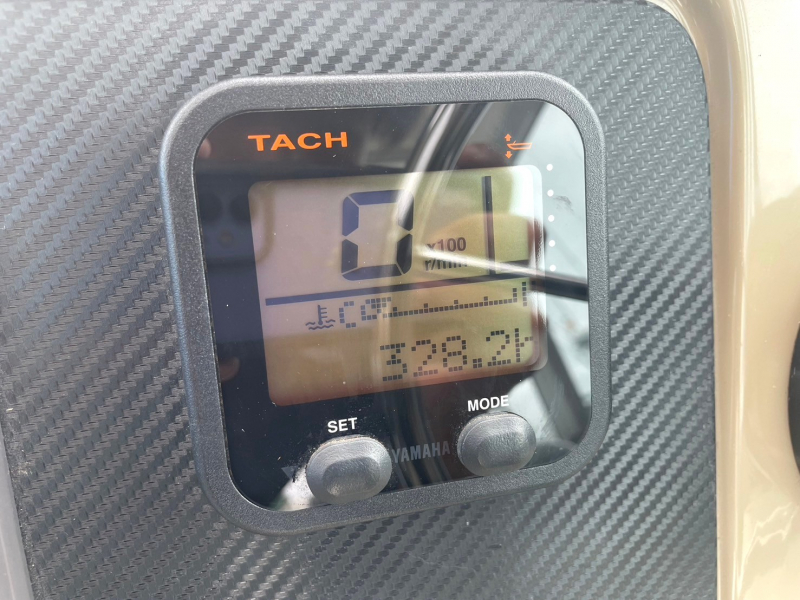 TACH
0
x100
r/min
C
328.2h
SET
MODE
YAMAHA